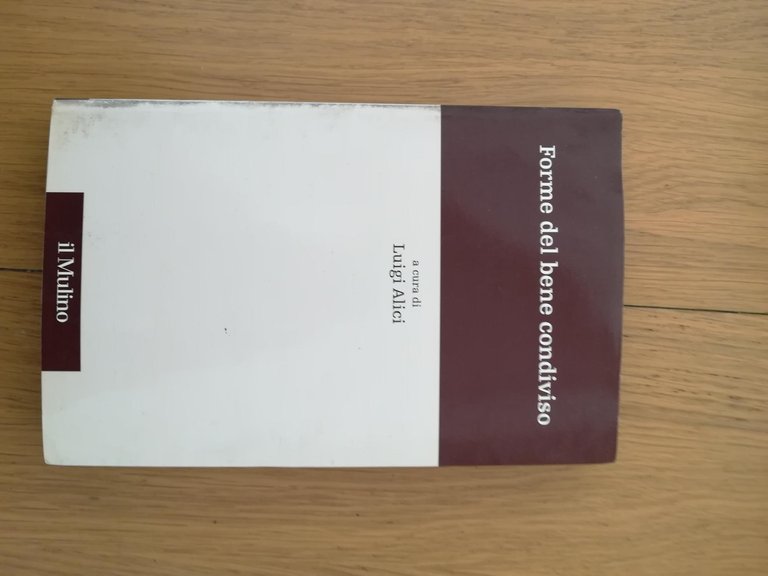 Forme del bene condiviso
a cura di
Luigi Alici
il Mulino